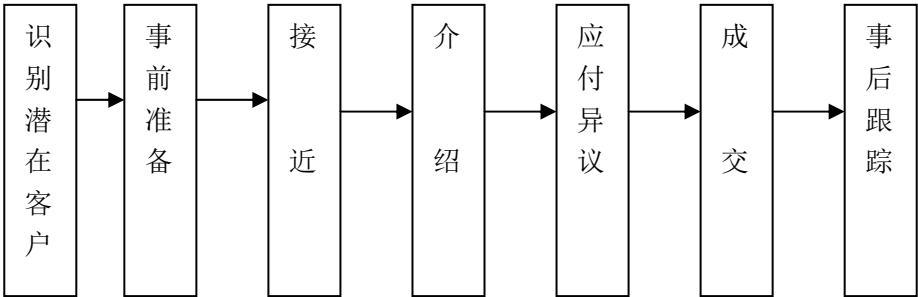 识别潜在客户
事前准备
接近
介绍
应付异议
成交
事后跟踪